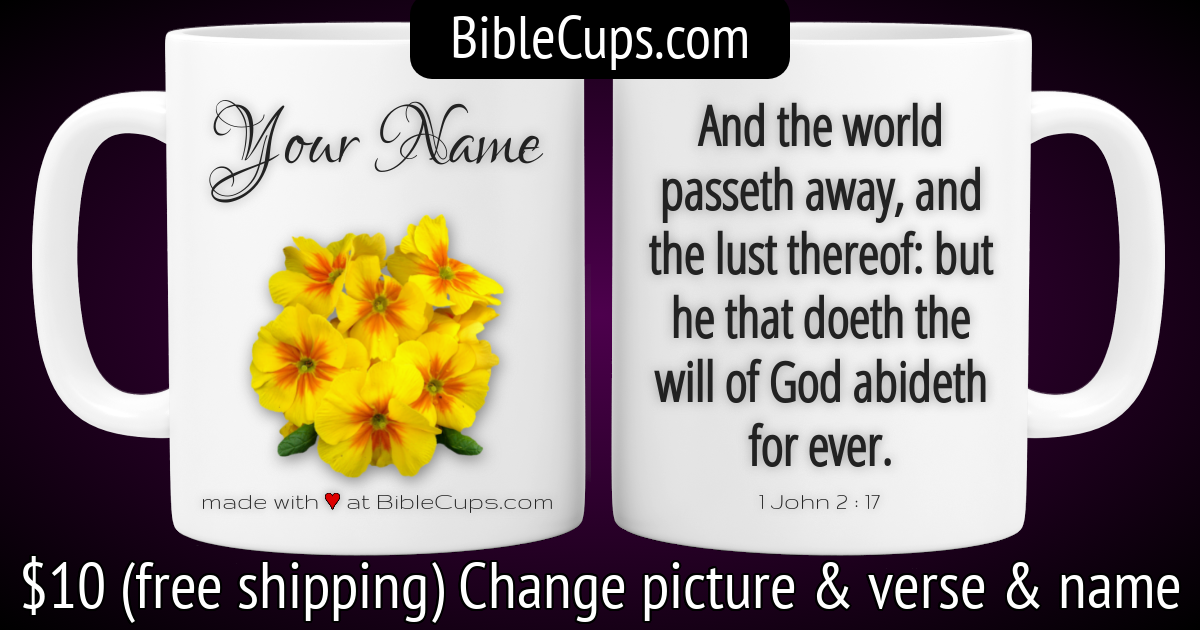 BibleCups.com
Your Name
made with ♥ at BibleCups.com
And the world
passeth away, and
the lust thereof: but
he that doeth the
will of God abideth
for ever.
1 John 2 : 17
$10 (free shipping) Change picture & verse & name